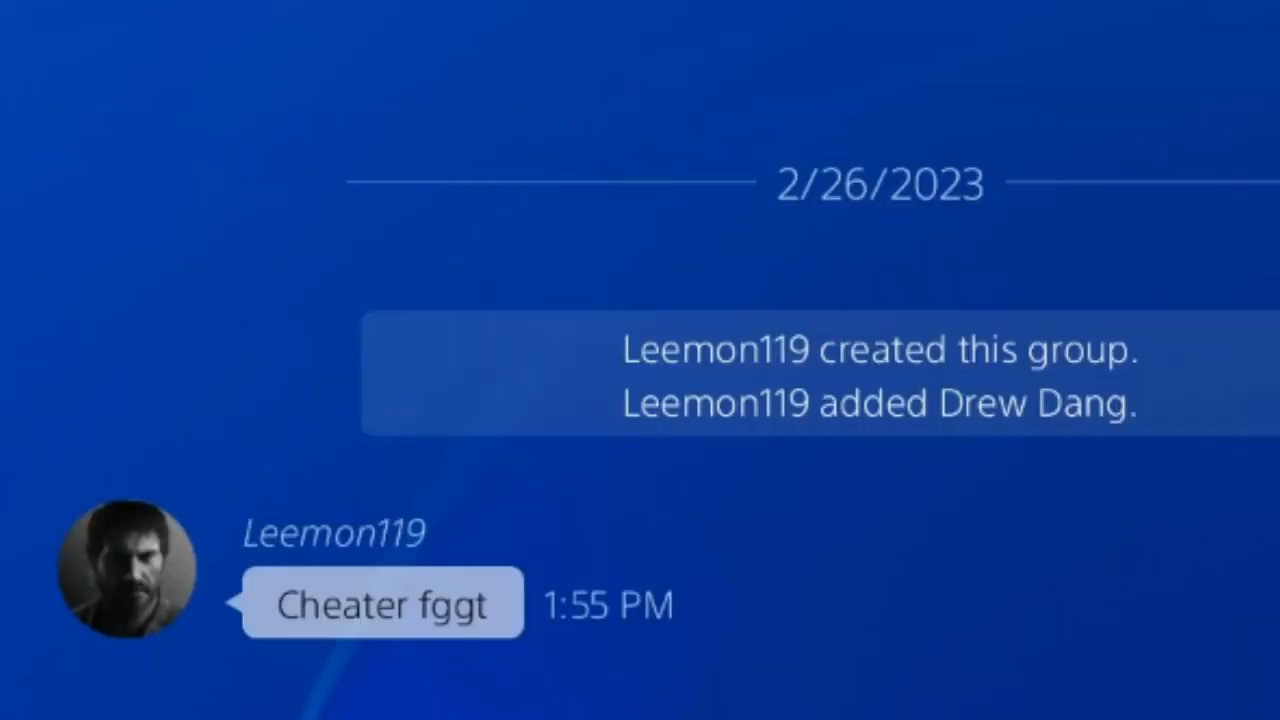 2/26/2023
Leemon119 created this group.
Leemon119 added Drew Dang.
Leemon119
Cheater fggt 1:55 PM